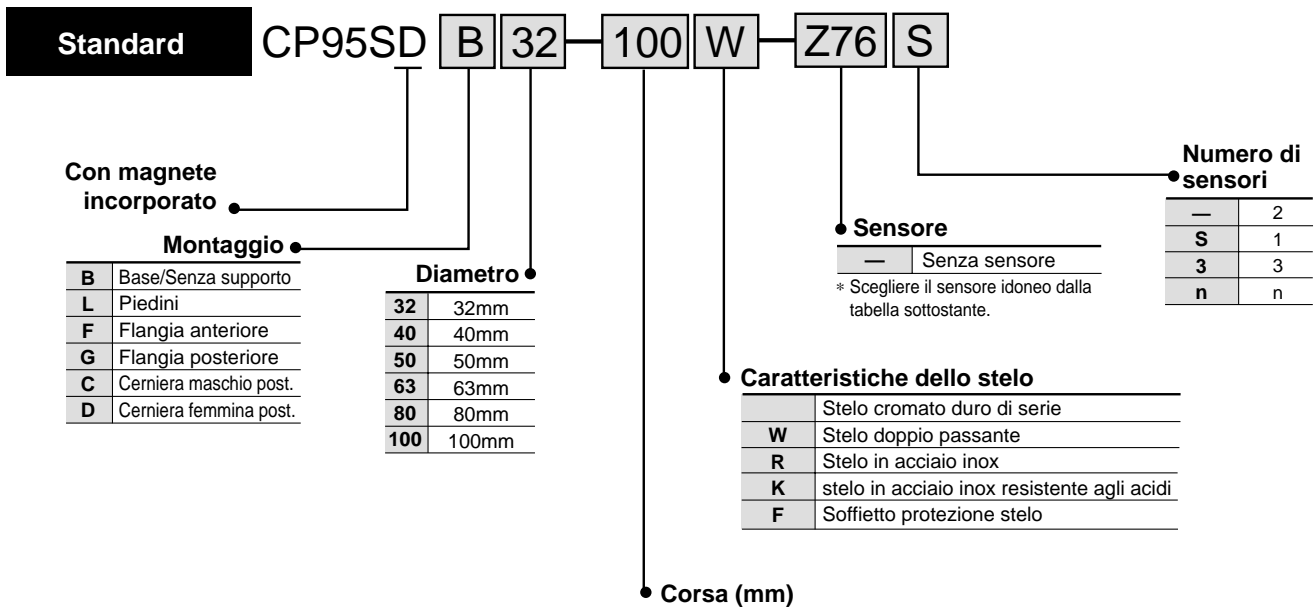 Standard CP95SD B 32 — 100 W — Z76 S
Con magnete
incorporato
Montaggio
B Base/Senza supporto
L Piedini
F Flangia anteriore
G Flangia posteriore
C Cerniera maschio post.
D Cerniera femmina post.
Diametro
32 32mm
40 40mm
50 50mm
63 63mm
80 80mm
100 100mm
Sensore
— Senza sensore
* Scegliere il sensore idoneo dalla
tabella sottostante.
Numero di
sensori
— 2
S 1
3 3
n n
Caratteristiche dello stelo
Stelo cromato duro di serie
W Stelo doppio passante
R Stelo in acciaio inox
K stelo in acciaio inox resistente agli acidi
F Soffietto protezione stelo
Corsa (mm)